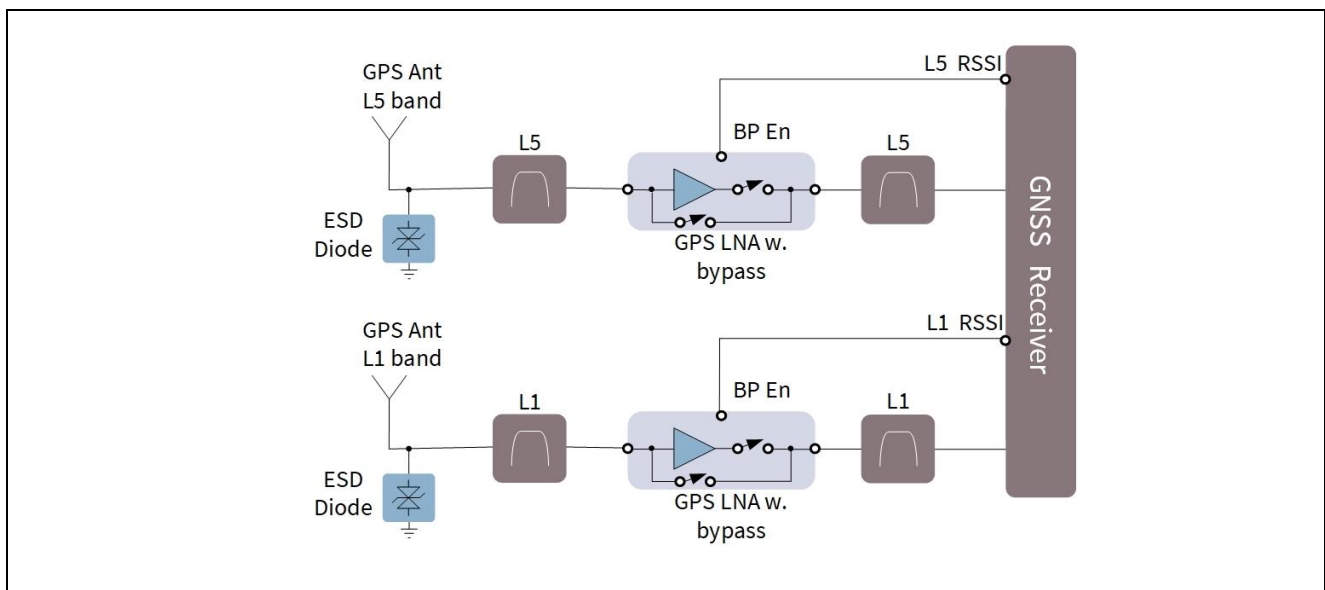 GPS Ant
L5 band
L5 RSSI
BP En
L5
L5
ESD
Diode
GPS LNA w.
bypass
GNSS Receiver
GPS Ant
L1 band
L1 RSSI
BP En
L1
L1
ESD
Diode
GPS LNA w.
bypass